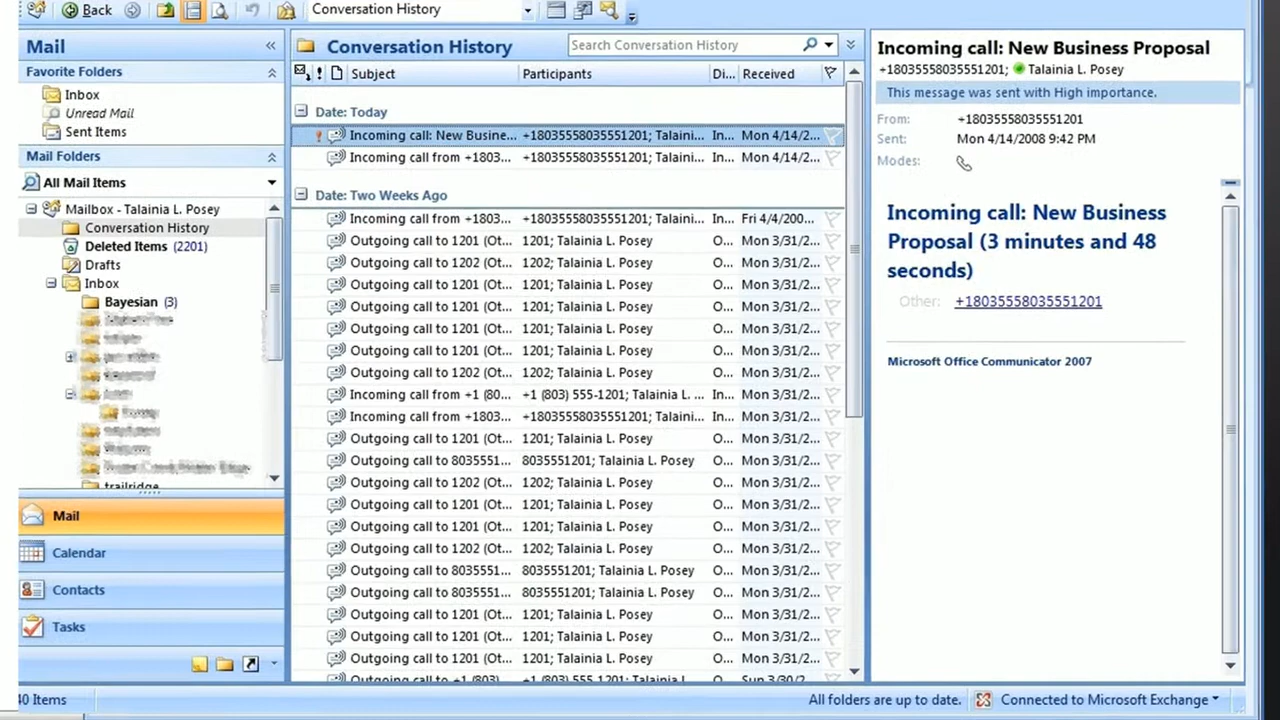 Back Conversation History
Mail
Favorite Folders
Inbox
Unread Mail
Sent Items
Mail Folders
All Mail Items
Mailbox - Talainia L. Posey
Conversation History
Deleted Items (2201)
Drafts
Inbox
Bayesian (3)
trailridge
Mail
Calendar
Contacts
Tasks
Conversation History Search Conversation History
! Subject Participants Di... Received
Date: Today
Incoming call: New Busine... +18035558035551201; Talaini... In... Mon 4/14/2...
Incoming call from +1803... +18035558035551201; Talaini... In... Mon 4/14/2...
Date: Two Weeks Ago
Incoming call from +1803... +18035558035551201; Talaini... In... Fri 4/4/200...
Outgoing call to 1201 (Ot... 1201; Talainia L. Posey O... Mon 3/31/2...
Outgoing call to 1202 (Ot... 1202; Talainia L. Posey O... Mon 3/31/2...
Outgoing call to 1201 (Ot... 1201; Talainia L. Posey O... Mon 3/31/2...
Outgoing call to 1201 (Ot... 1201; Talainia L. Posey O... Mon 3/31/2...
Outgoing call to 1201 (Ot... 1201; Talainia L. Posey O... Mon 3/31/2...
Outgoing call to 1201 (Ot... 1201; Talainia L. Posey O... Mon 3/31/2...
Outgoing call to 1202 (Ot... 1202; Talainia L. Posey O... Mon 3/31/2...
Incoming call from +1 (80... +1 (803) 555-1201; Talainia L. ... In... Mon 3/31/2...
Incoming call from +1803... +18035558035551201; Talaini... In... Mon 3/31/2...
Outgoing call to 1201 (Ot... 1201; Talainia L. Posey O... Mon 3/31/2...
Outgoing call to 8035551... 8035551201; Talainia L. Posey O... Mon 3/31/2...
Outgoing call to 1202 (Ot... 1202; Talainia L. Posey O... Mon 3/31/2...
Outgoing call to 1201 (Ot... 1201; Talainia L. Posey O... Mon 3/31/2...
Outgoing call to 1201 (Ot... 1201; Talainia L. Posey O... Mon 3/31/2...
Outgoing call to 1202 (Ot... 1202; Talainia L. Posey O... Mon 3/31/2...
Outgoing call to 8035551... 8035551201; Talainia L. Posey O... Mon 3/31/2...
Outgoing call to 8035551... 8035551201; Talainia L. Posey O... Mon 3/31/2...
Outgoing call to 1201 (Ot... 1201; Talainia L. Posey O... Mon 3/31/2...
Outgoing call to 1201 (Ot... 1201; Talainia L. Posey O... Mon 3/31/2...
Outgoing call to 1201 (Ot... 1201; Talainia L. Posey O... Mon 3/31/2...
Outgoing call to +1 (803)... +1 (803) 555-1201; Talainia L. ... O... Sun 3/30/2...
Incoming call: New Business Proposal
+18035558035551201; Talainia L. Posey
This message was sent with High importance.
From: +18035558035551201
Sent: Mon 4/14/2008 9:42 PM
Modes:
Incoming call: New Business
Proposal (3 minutes and 48
seconds)
Other: +18035558035551201
Microsoft Office Communicator 2007
40 Items All folders are up to date. Connected to Microsoft Exchange